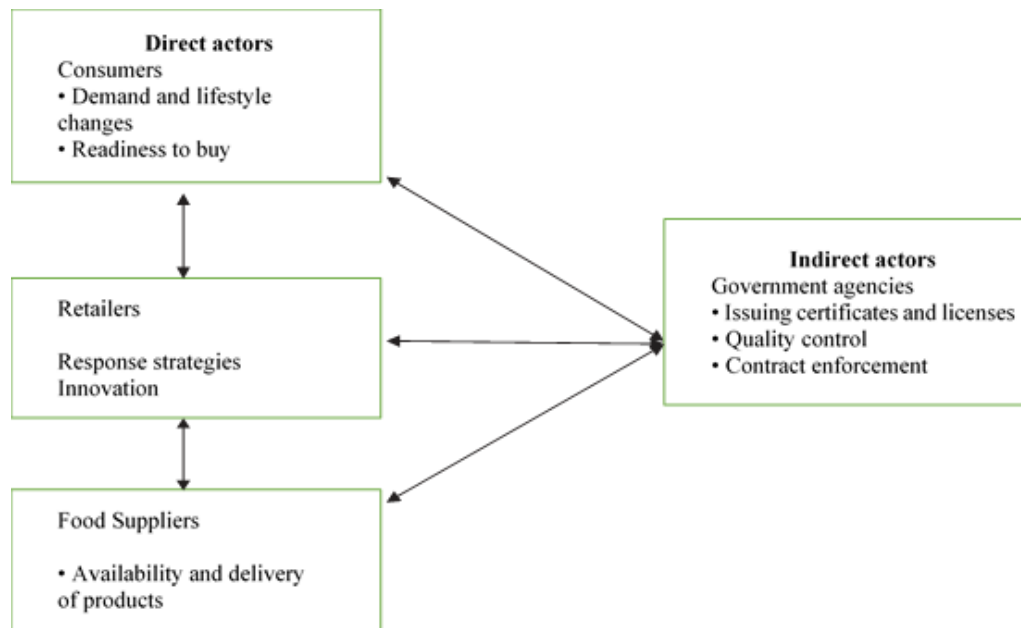 Direct actors
Consumers
• Demand and lifestyle
changes
• Readiness to buy
Retailers
Response strategies
Innovation
Food Suppliers
• Availability and delivery
of products
Indirect actors
Government agencies
• Issuing certificates and licenses
• Quality control
• Contract enforcement